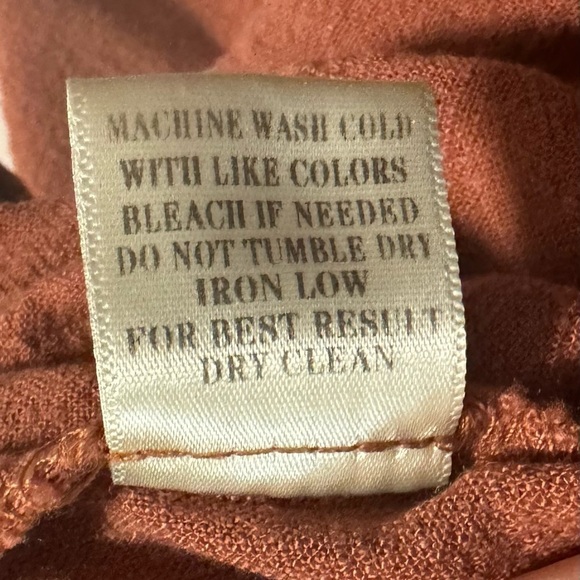 MACHINE WASH COLD
WITH LIKE COLORS
BLEACH IF NEEDED
DO NOT TUMBLE DRY
IRON LOW
FOR BEST RESULT
DRY CLEAN